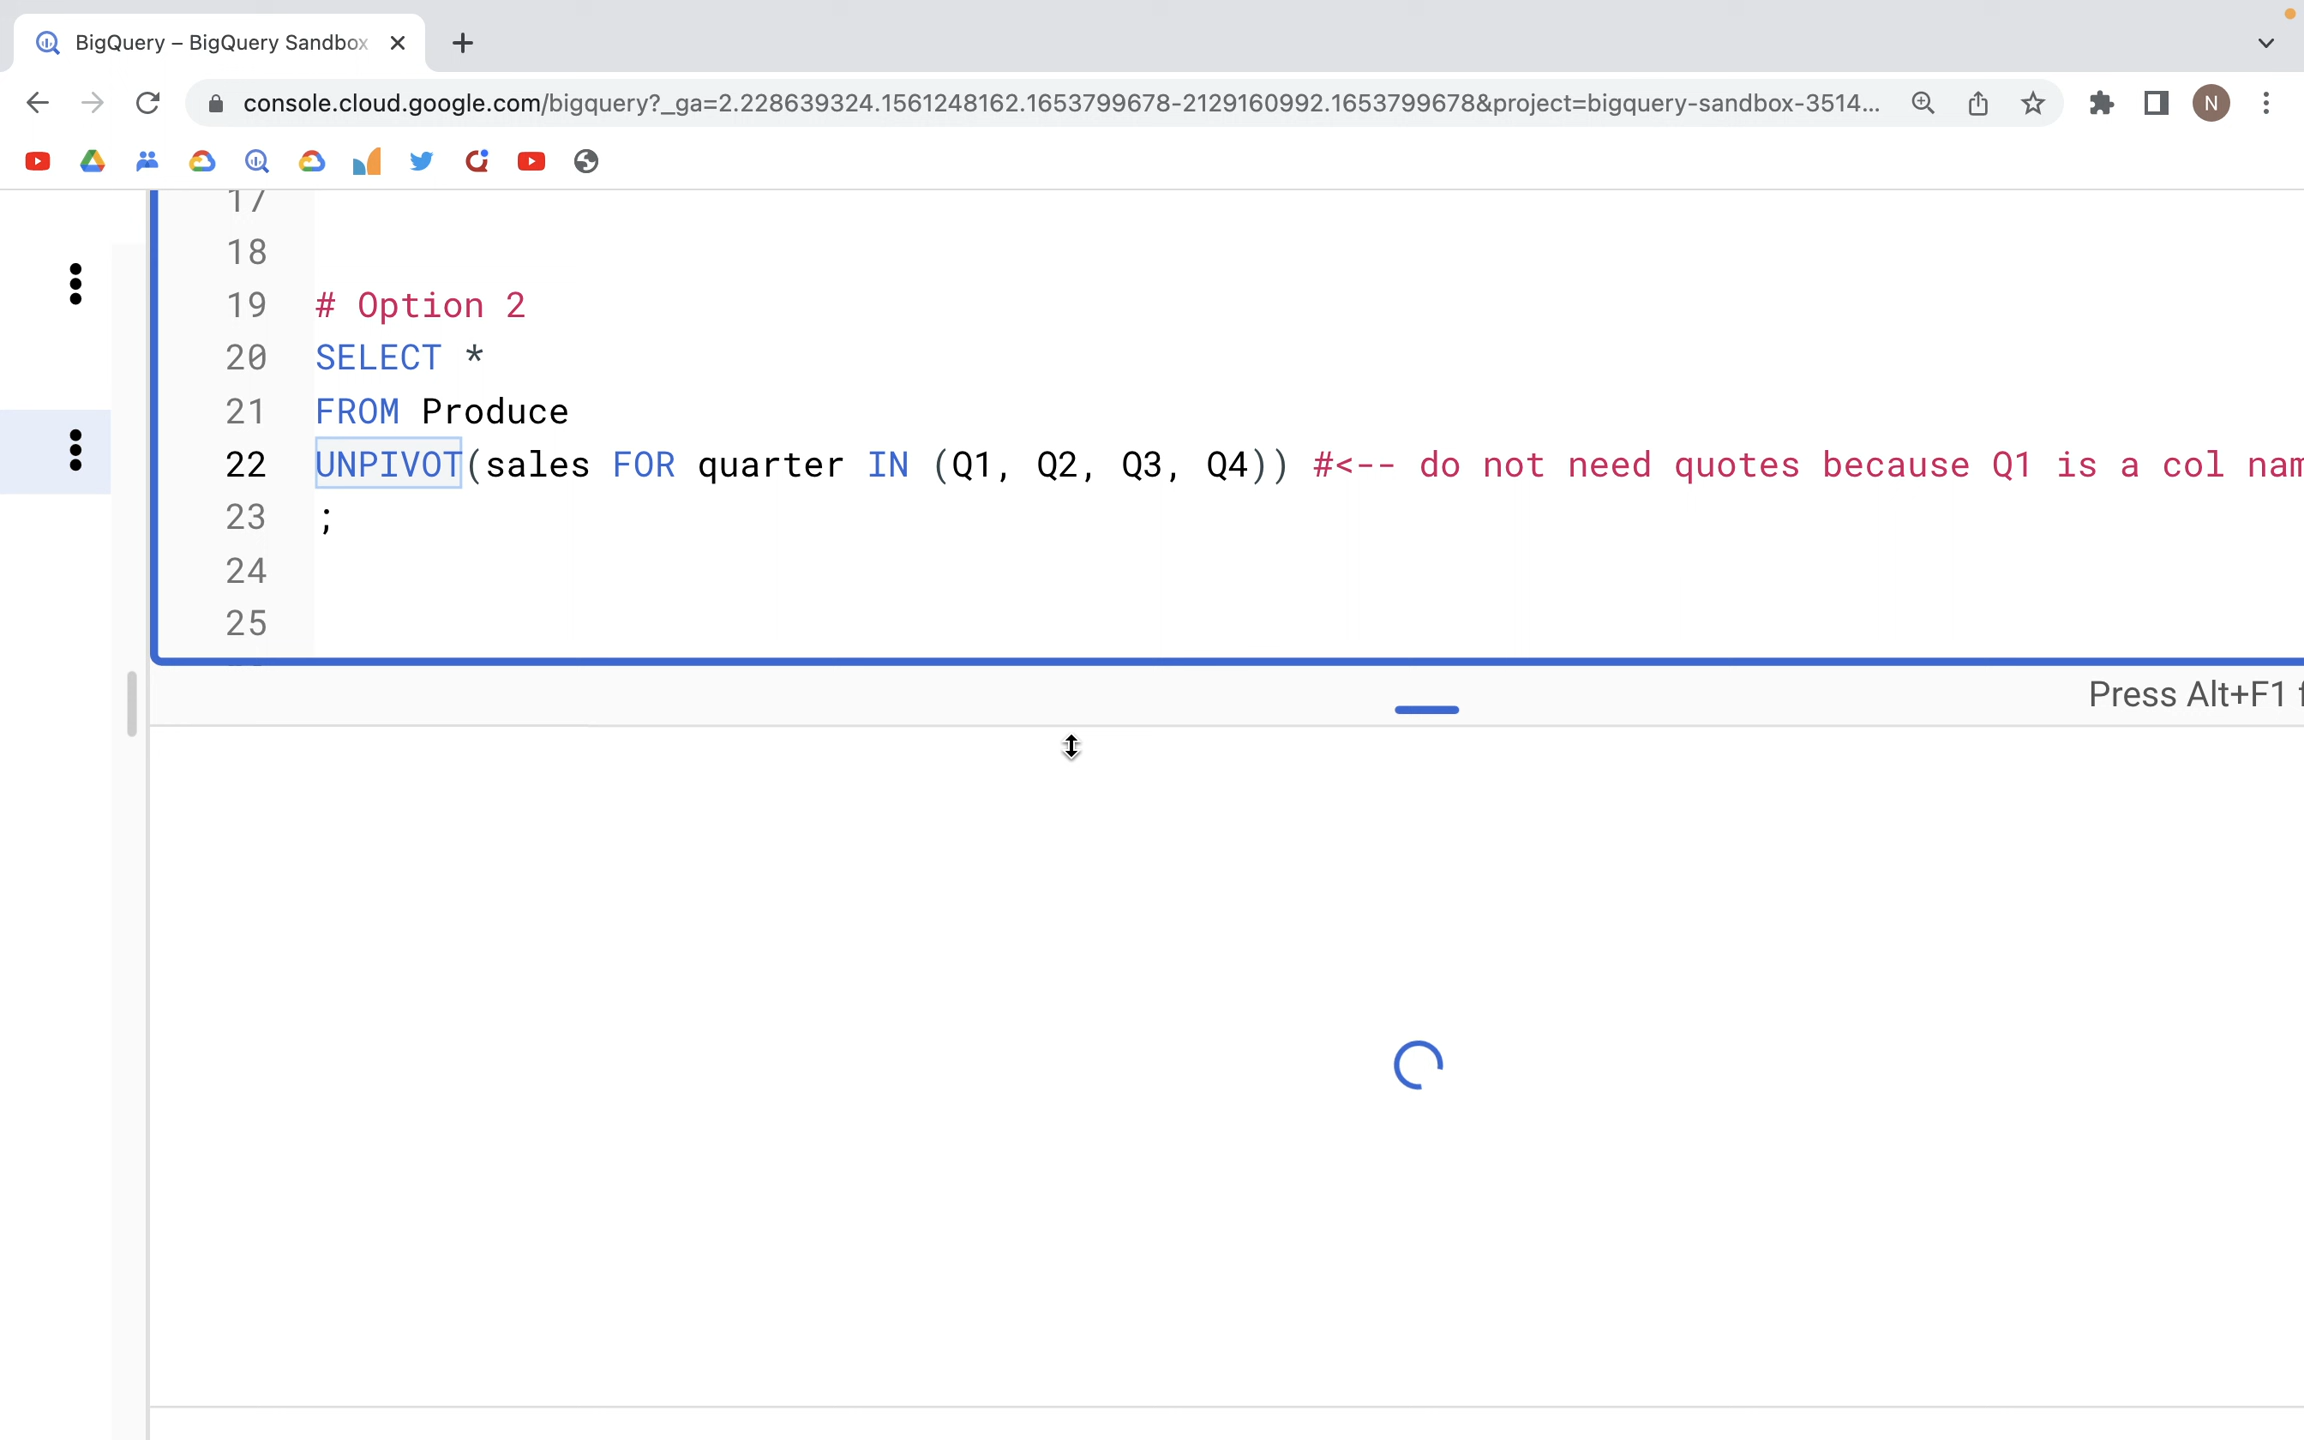 BigQuery – BigQuery Sandbox
console.cloud.google.com/bigquery?_ga=2.228639324.1561248162.1653799678-2129160992.1653799678&project=bigquery-sandbox-3514...
N
17
18
19 # Option 2
20 SELECT *
21 FROM Produce
22 UNPIVOT(sales FOR quarter IN (Q1, Q2, Q3, Q4)) #<-- do not need quotes because Q1 is a col nam
23 ;
24
25
Press Alt+F1 f